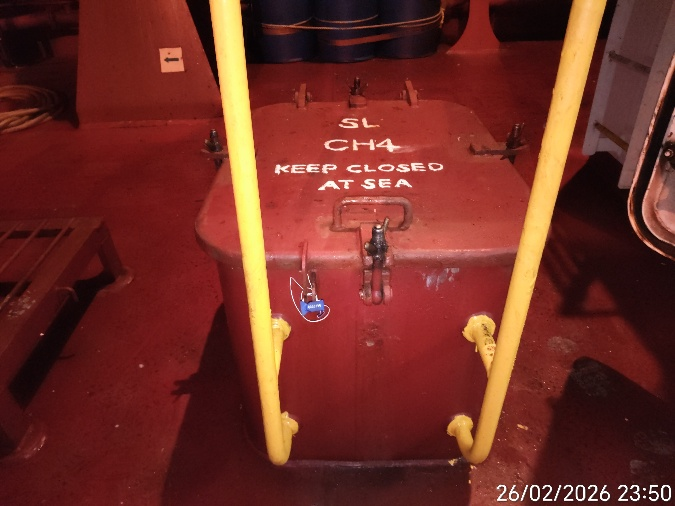 SL
CH4
KEEP CLOSED
AT SEA
26/02/2026 23:50